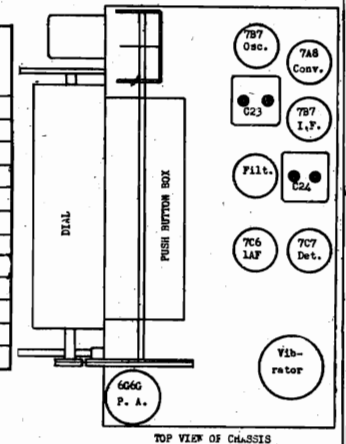 7B7
Osc.
7A8
Conv.
C23
7B7
I.F.
Filt.
C24
DIAL
PUSH BUTTON BOX
7C6
1AF
7C7
Det.
Vib-
rator
6G6G
P. A.
TOP VIEW OF CHASSIS